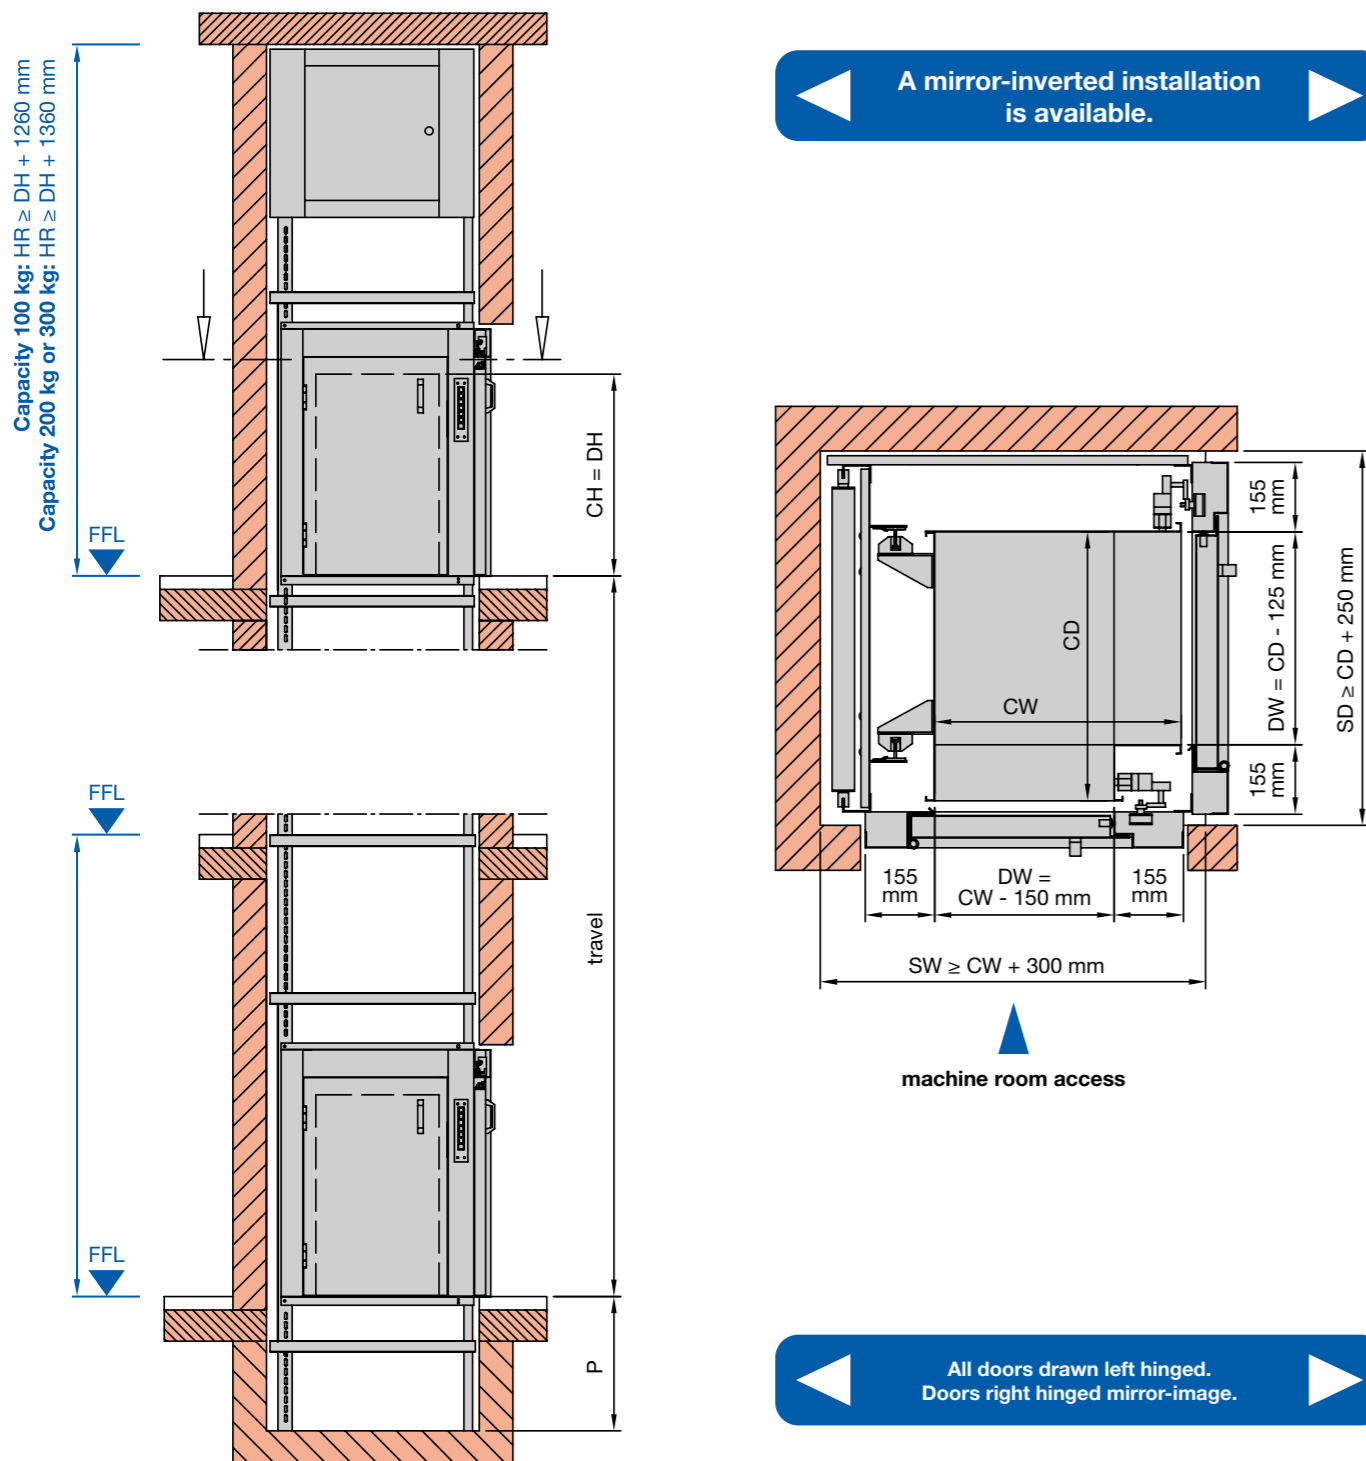 Capacity 100 kg: HR ≥ DH + 1260 mm
Capacity 200 kg or 300 kg: HR ≥ DH + 1360 mm
FFL
CH = DH
FFL
travel
FFL
P
A mirror-inverted installation
is available.
155
mm
DW = CD - 125 mm
155
mm
SD ≥ CD + 250 mm
CD
CW
155
mm
DW =
CW - 150 mm
155
mm
SW ≥ CW + 300 mm
machine room access
All doors drawn left hinged.
Doors right hinged mirror-image.